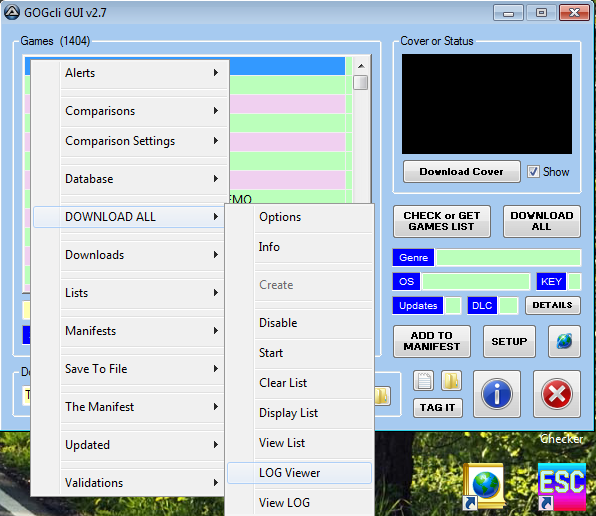 GOGcli GUI v2.7
Games (1404)
Cover or Status
Alerts
Comparisons
Comparison Settings
Database
DOWNLOAD ALL
Downloads
Lists
Manifests
Save To File
The Manifest
Updated
Validations
Options
Info
Create
Disable
Start
Clear List
Display List
View List
LOG Viewer
View LOG
Download Cover
Show
CHECK or GET
GAMES LIST
DOWNLOAD
ALL
Genre
OS
KEY
Updates
DLC
DETAILS
ADD TO
MANIFEST
SETUP
TAG IT
Checker
ESC